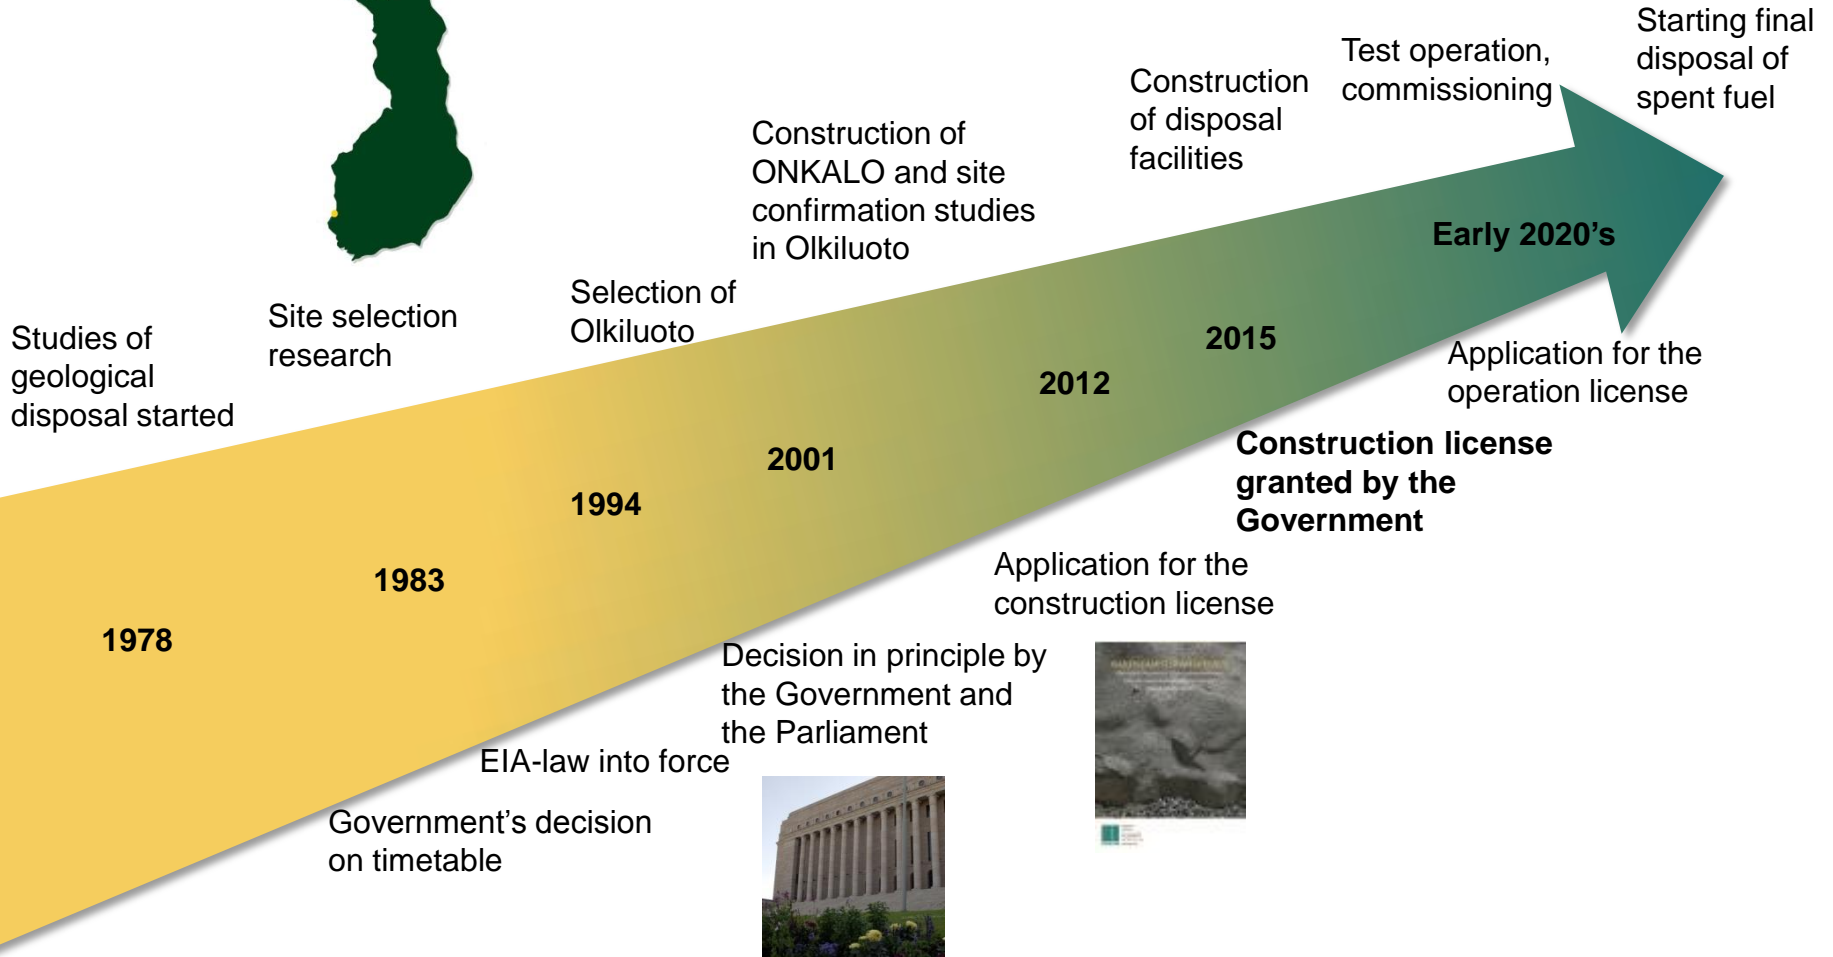 Studies of
geological
disposal started
Site selection
research
Selection of
Olkiluoto
Construction of
ONKALO and site
confirmation studies
in Olkiluoto
Construction
of disposal
facilities
Test operation,
commissioning
Starting final
disposal of
spent fuel
1978
1983
1994
2001
2012
2015
Early 2020’s
Government’s decision
on timetable
EIA-law into force
Decision in principle by
the Government and
the Parliament
Application for the
construction license
Construction license
granted by the
Government
Application for the
operation license